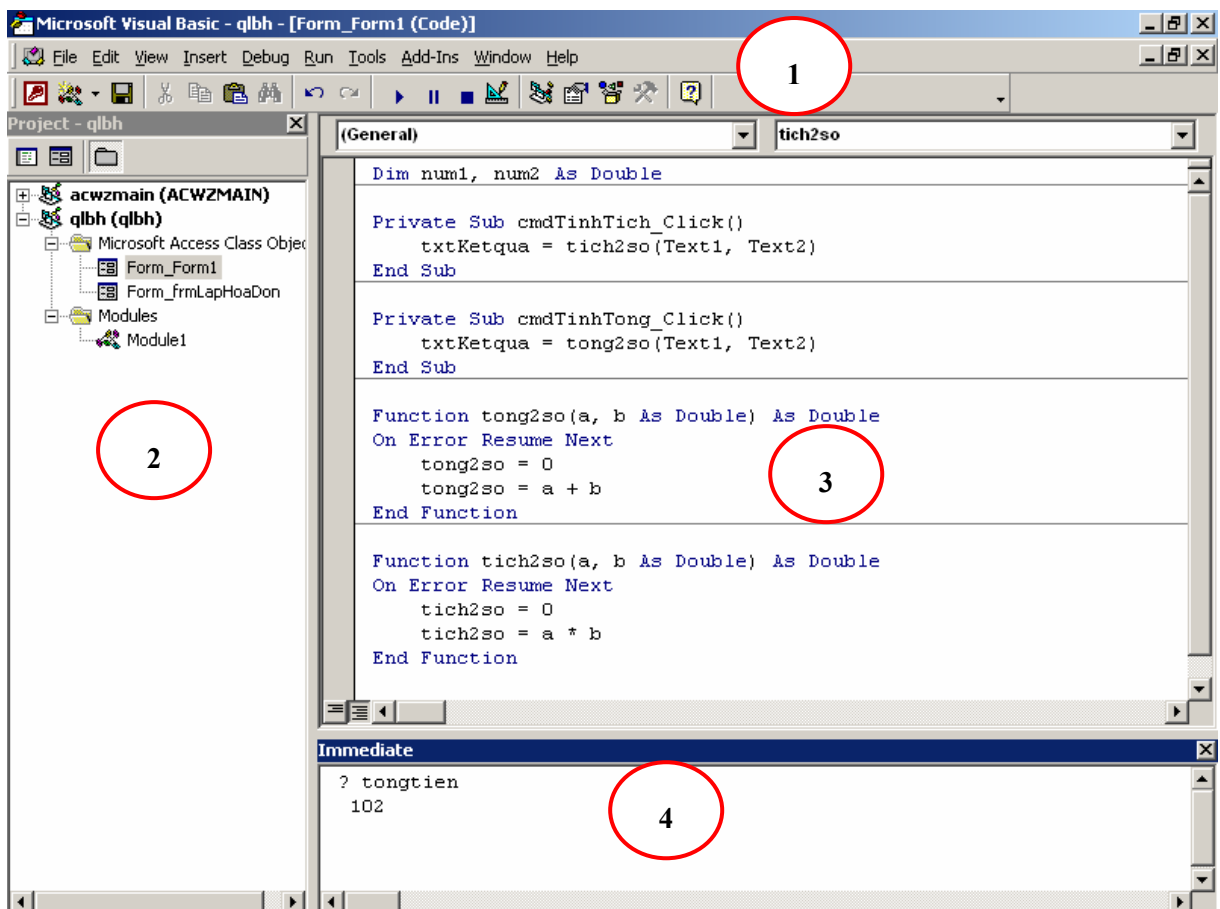 Microsoft Visual Basic - qlbh - [Form_Form1 (Code)]
File Edit View Insert Debug Run Tools Add-Ins Window Help
1
Project - qlbh
acwzmain (ACWZMAIN)
qlbh (qlbh)
Microsoft Access Class Objec
Form_Form1
Form_frmLapHoaDon
Modules
Module1
2
(General)
tich2so
Dim num1, num2 As Double
Private Sub cmdTinhTich_Click()
txtKetqua = tich2so(Text1, Text2)
End Sub
Private Sub cmdTinhTong_Click()
txtKetqua = tong2so(Text1, Text2)
End Sub
Function tong2so(a, b As Double) As Double
On Error Resume Next
tong2so = 0
tong2so = a + b
End Function
3
Function tich2so(a, b As Double) As Double
On Error Resume Next
tich2so = 0
tich2so = a * b
End Function
Immediate
? tongtien
102
4